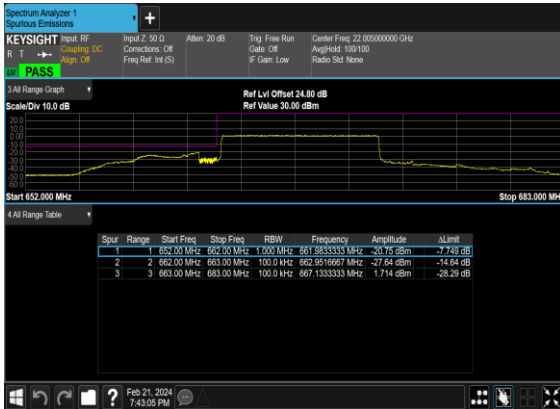 Spectrum Analyzer 1
Spurious Emissions
+
KEYSIGHT Input: RF Input Z: 50 Ω Atten: 20 dB Trig: Free Run Center Freq: 22.005000000 GHz
R T Coupling: DC Corrections: Off Gate: Off Avg|Hold: 100/100
Align: Off Freq Ref: Int (S) IF Gain: Low Radio Std: None
PASS
3 All Range Graph
Ref Lvl Offset 24.80 dB
Scale/Div 10.0 dB Ref Value 30.00 dBm
20.0
10.0
0.00
-10.0
-20.0
-30.0
-40.0
-50.0
-60.0
Start 652.000 MHz Stop 683.000 MHz
4 All Range Table
Spur Range Start Freq Stop Freq RBW Frequency Amplitude ΔLimit
1 1 652.00 MHz 662.00 MHz 1.000 MHz 661.9833333 MHz -20.75 dBm -7.749 dB
2 2 662.00 MHz 663.00 MHz 100.0 kHz 662.9516667 MHz -27.64 dBm -14.64 dB
3 3 663.00 MHz 683.00 MHz 100.0 kHz 667.1333333 MHz 1.714 dBm -28.29 dB
? Feb 21, 2024
7:43:05 PM